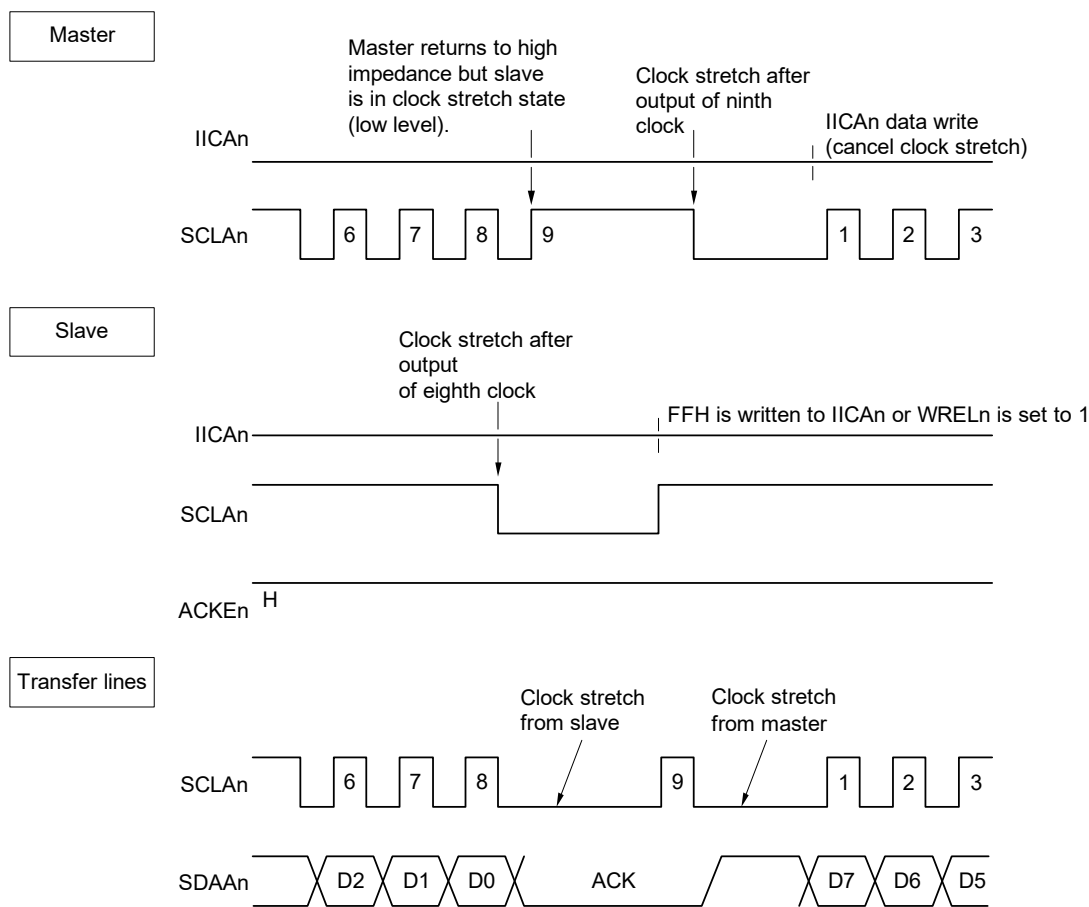 Master
Master returns to high
impedance but slave
is in clock stretch state
(low level).
Clock stretch after
output of ninth
clock
IICAn data write
(cancel clock stretch)
IICAn
SCLAn
6 7 8 9 1 2 3
Slave
Clock stretch after
output
of eighth clock
FFH is written to IICAn or WRELn is set to 1
IICAn
SCLAn
ACKEn H
Transfer lines
Clock stretch
from slave
Clock stretch
from master
SCLAn
6 7 8 9 1 2 3
SDAAn
D2 D1 D0 ACK D7 D6 D5